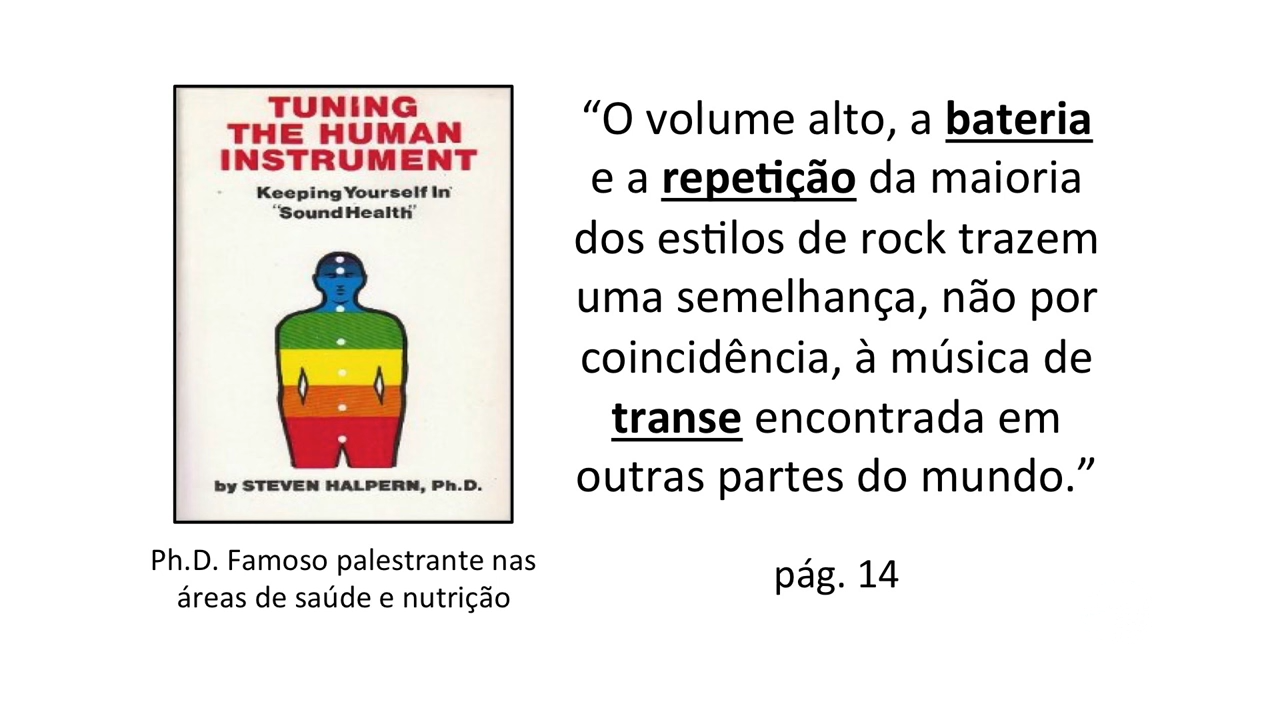 TUNING
THE HUMAN
INSTRUMENT
Keeping Yourself In
"Sound Health"
by STEVEN HALPERN, Ph.D.
Ph.D. Famoso palestrante nas
áreas de saúde e nutrição
“O volume alto, a bateria
e a repetição da maioria
dos estilos de rock trazem
uma semelhança, não por
coincidência, à música de
transe encontrada em
outras partes do mundo.”
pág. 14